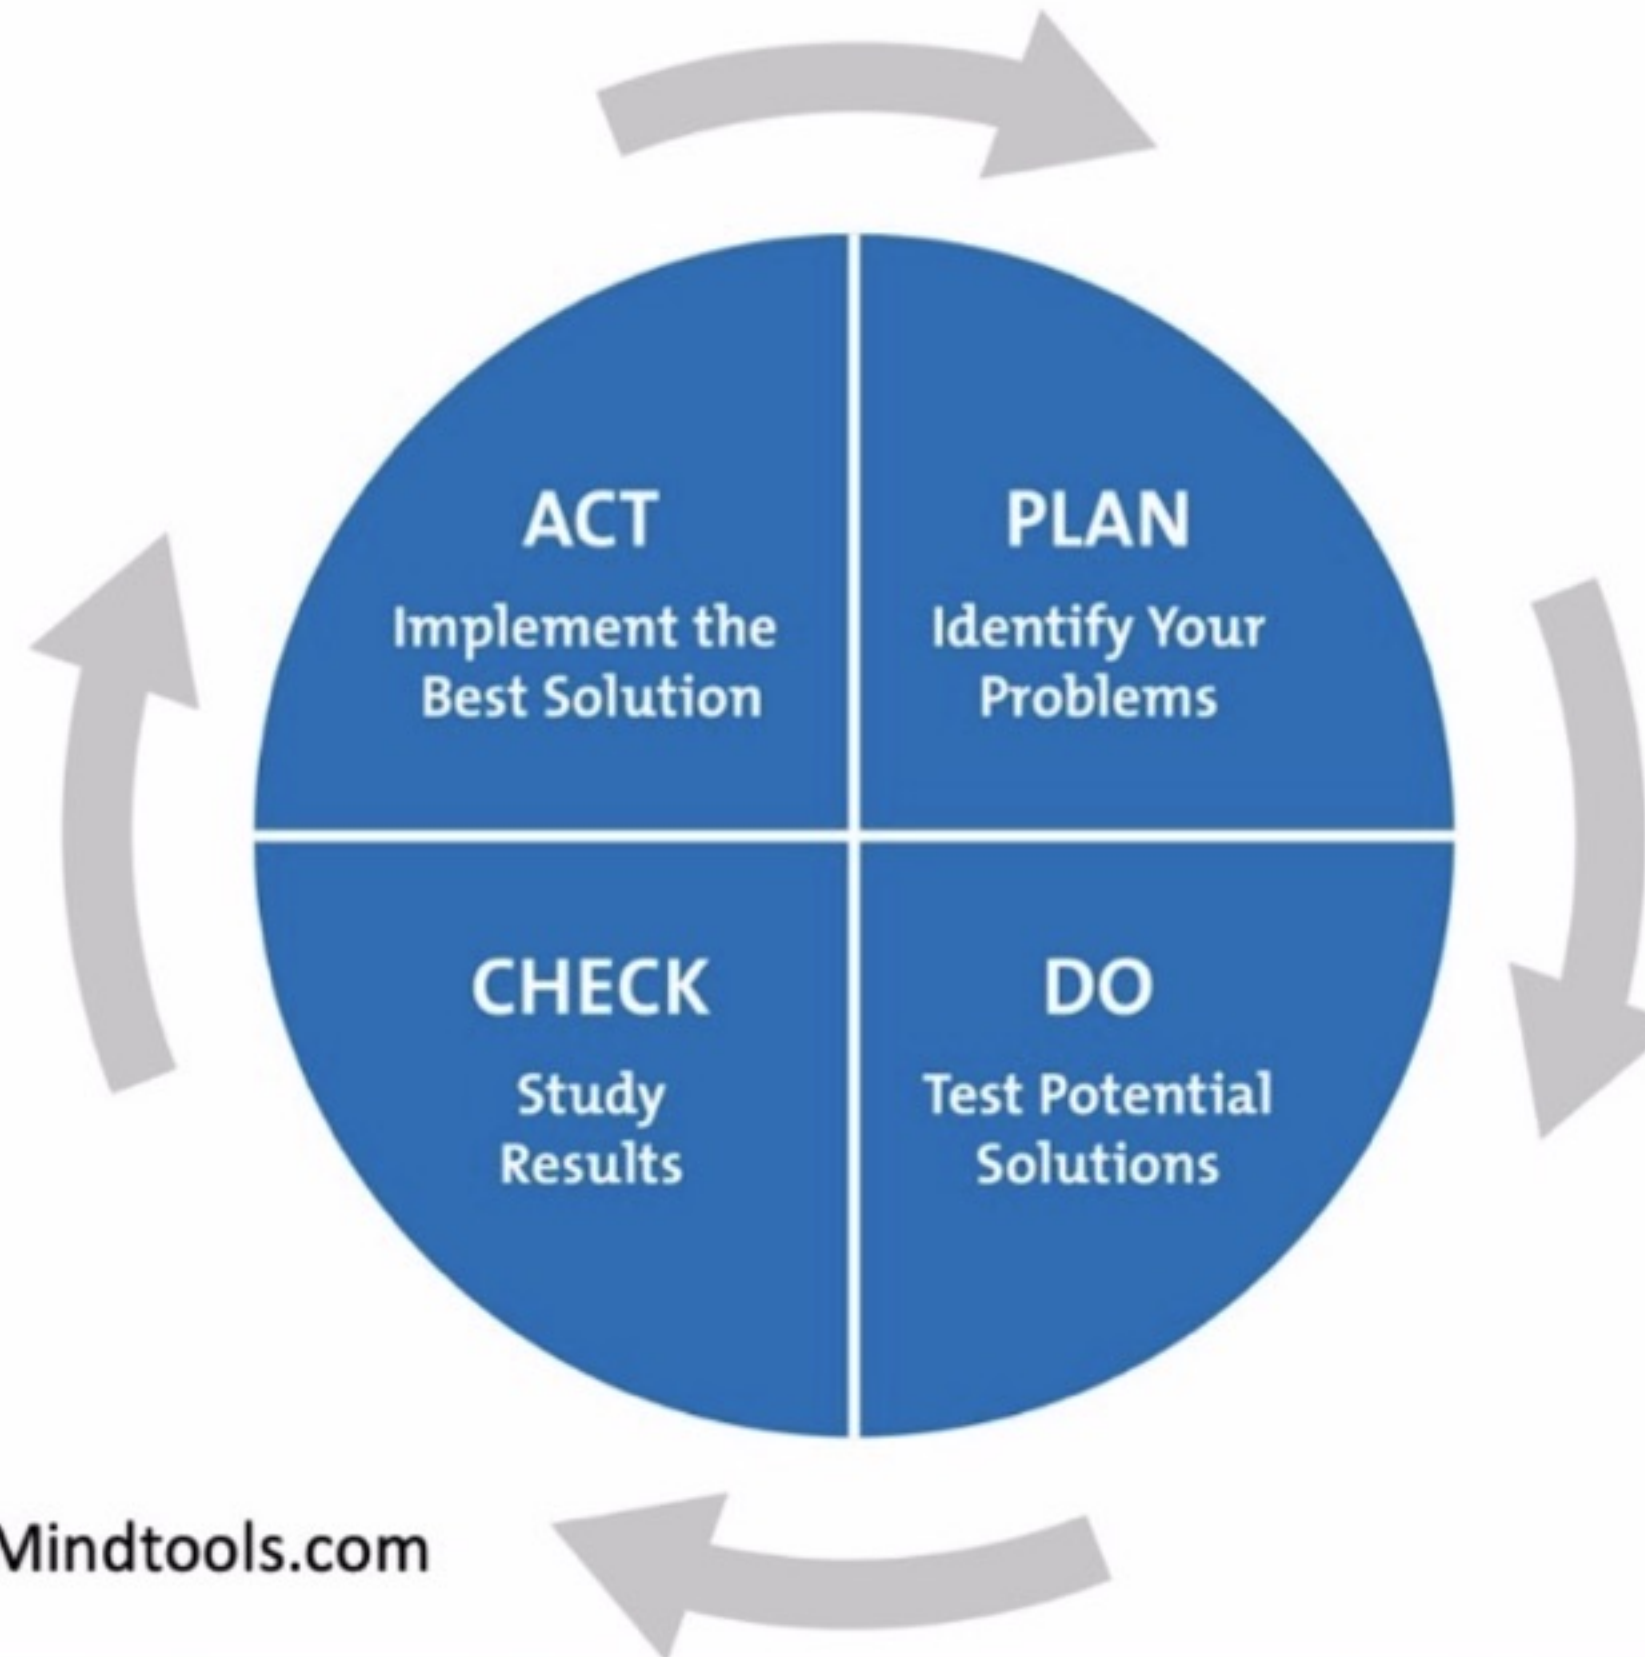 ACT
Implement the
Best Solution
PLAN
Identify Your
Problems
CHECK
Study
Results
DO
Test Potential
Solutions
Mindtools.com